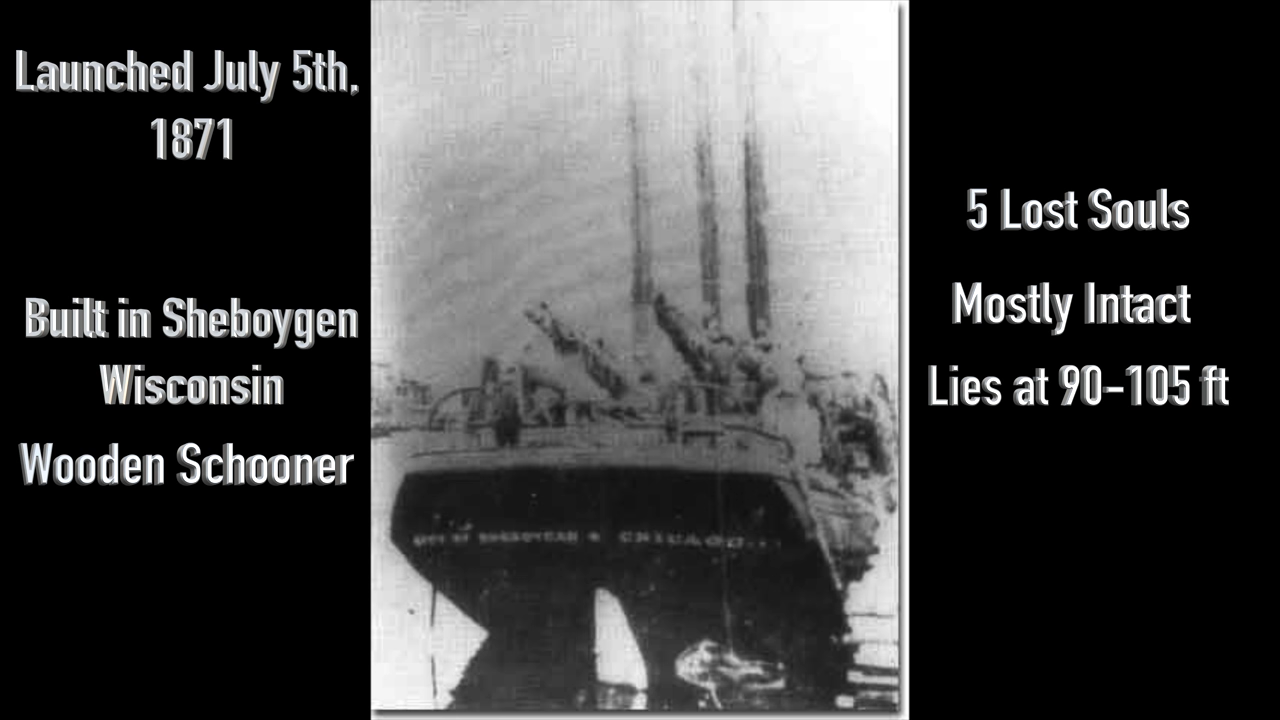 Launched July 5th,
1871
Built in Sheboygen
Wisconsin
Wooden Schooner
5 Lost Souls
Mostly Intact
Lies at 90-105 ft
CHICAGO